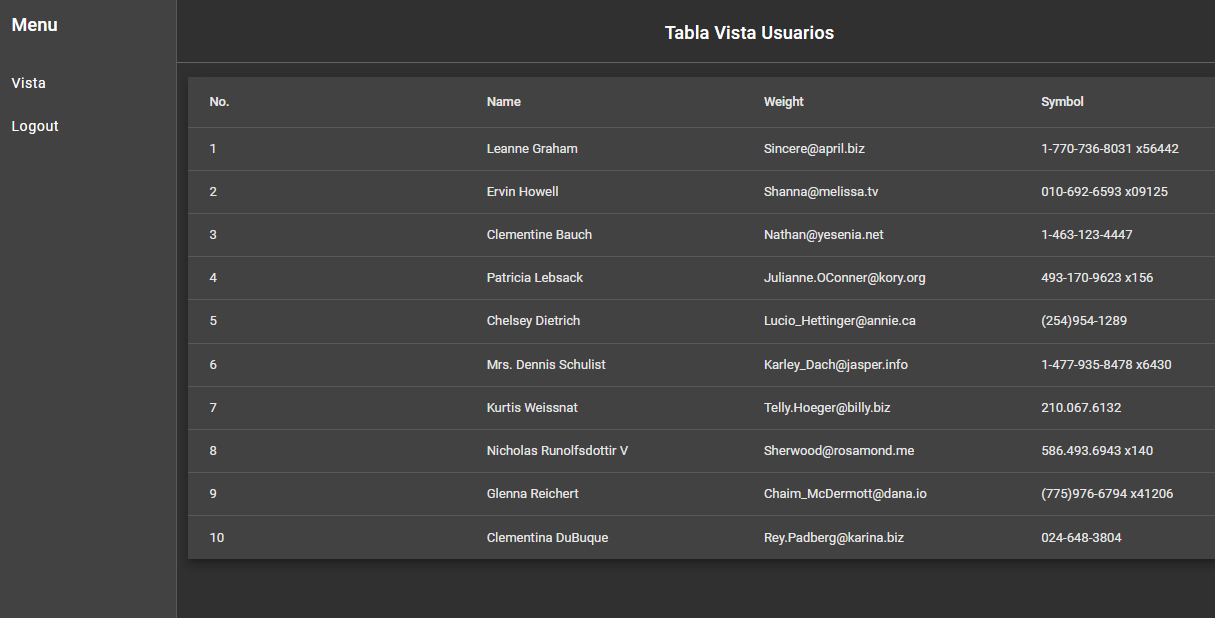 Menu
Vista
Logout
Tabla Vista Usuarios
No. Name Weight Symbol
1 Leanne Graham Sincere@april.biz 1-770-736-8031 x56442
2 Ervin Howell Shanna@melissa.tv 010-692-6593 x09125
3 Clementine Bauch Nathan@yesenia.net 1-463-123-4447
4 Patricia Lebsack Julianne.OConner@kory.org 493-170-9623 x156
5 Chelsey Dietrich Lucio_Hettinger@annie.ca (254)954-1289
6 Mrs. Dennis Schulist Karley_Dach@jasper.info 1-477-935-8478 x6430
7 Kurtis Weissnat Telly.Hoeger@billy.biz 210.067.6132
8 Nicholas Runolfsdottir V Sherwood@rosamond.me 586.493.6943 x140
9 Glenna Reichert Chaim_McDermott@dana.io (775)976-6794 x41206
10 Clementina DuBuque Rey.Padberg@karina.biz 024-648-3804